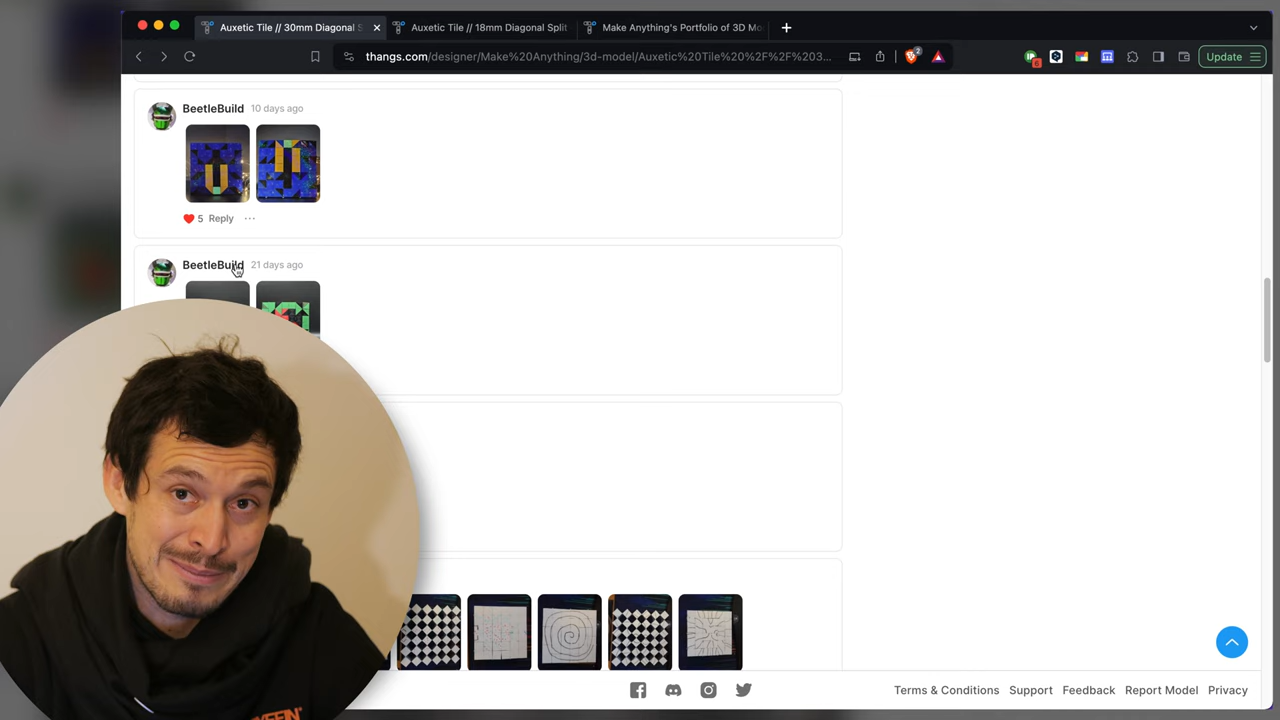 Auxetic Tile // 30mm Diagonal S
Auxetic Tile // 18mm Diagonal Split
Make Anything's Portfolio of 3D Mo
thangs.com/designer/Make%20Anything/3d-model/Auxetic%20Tile%20%2F%2F%203...
2
6
Update
BeetleBuild 10 days ago
5 Reply ...
BeetleBuild 21 days ago
Terms & Conditions Support Feedback Report Model Privacy